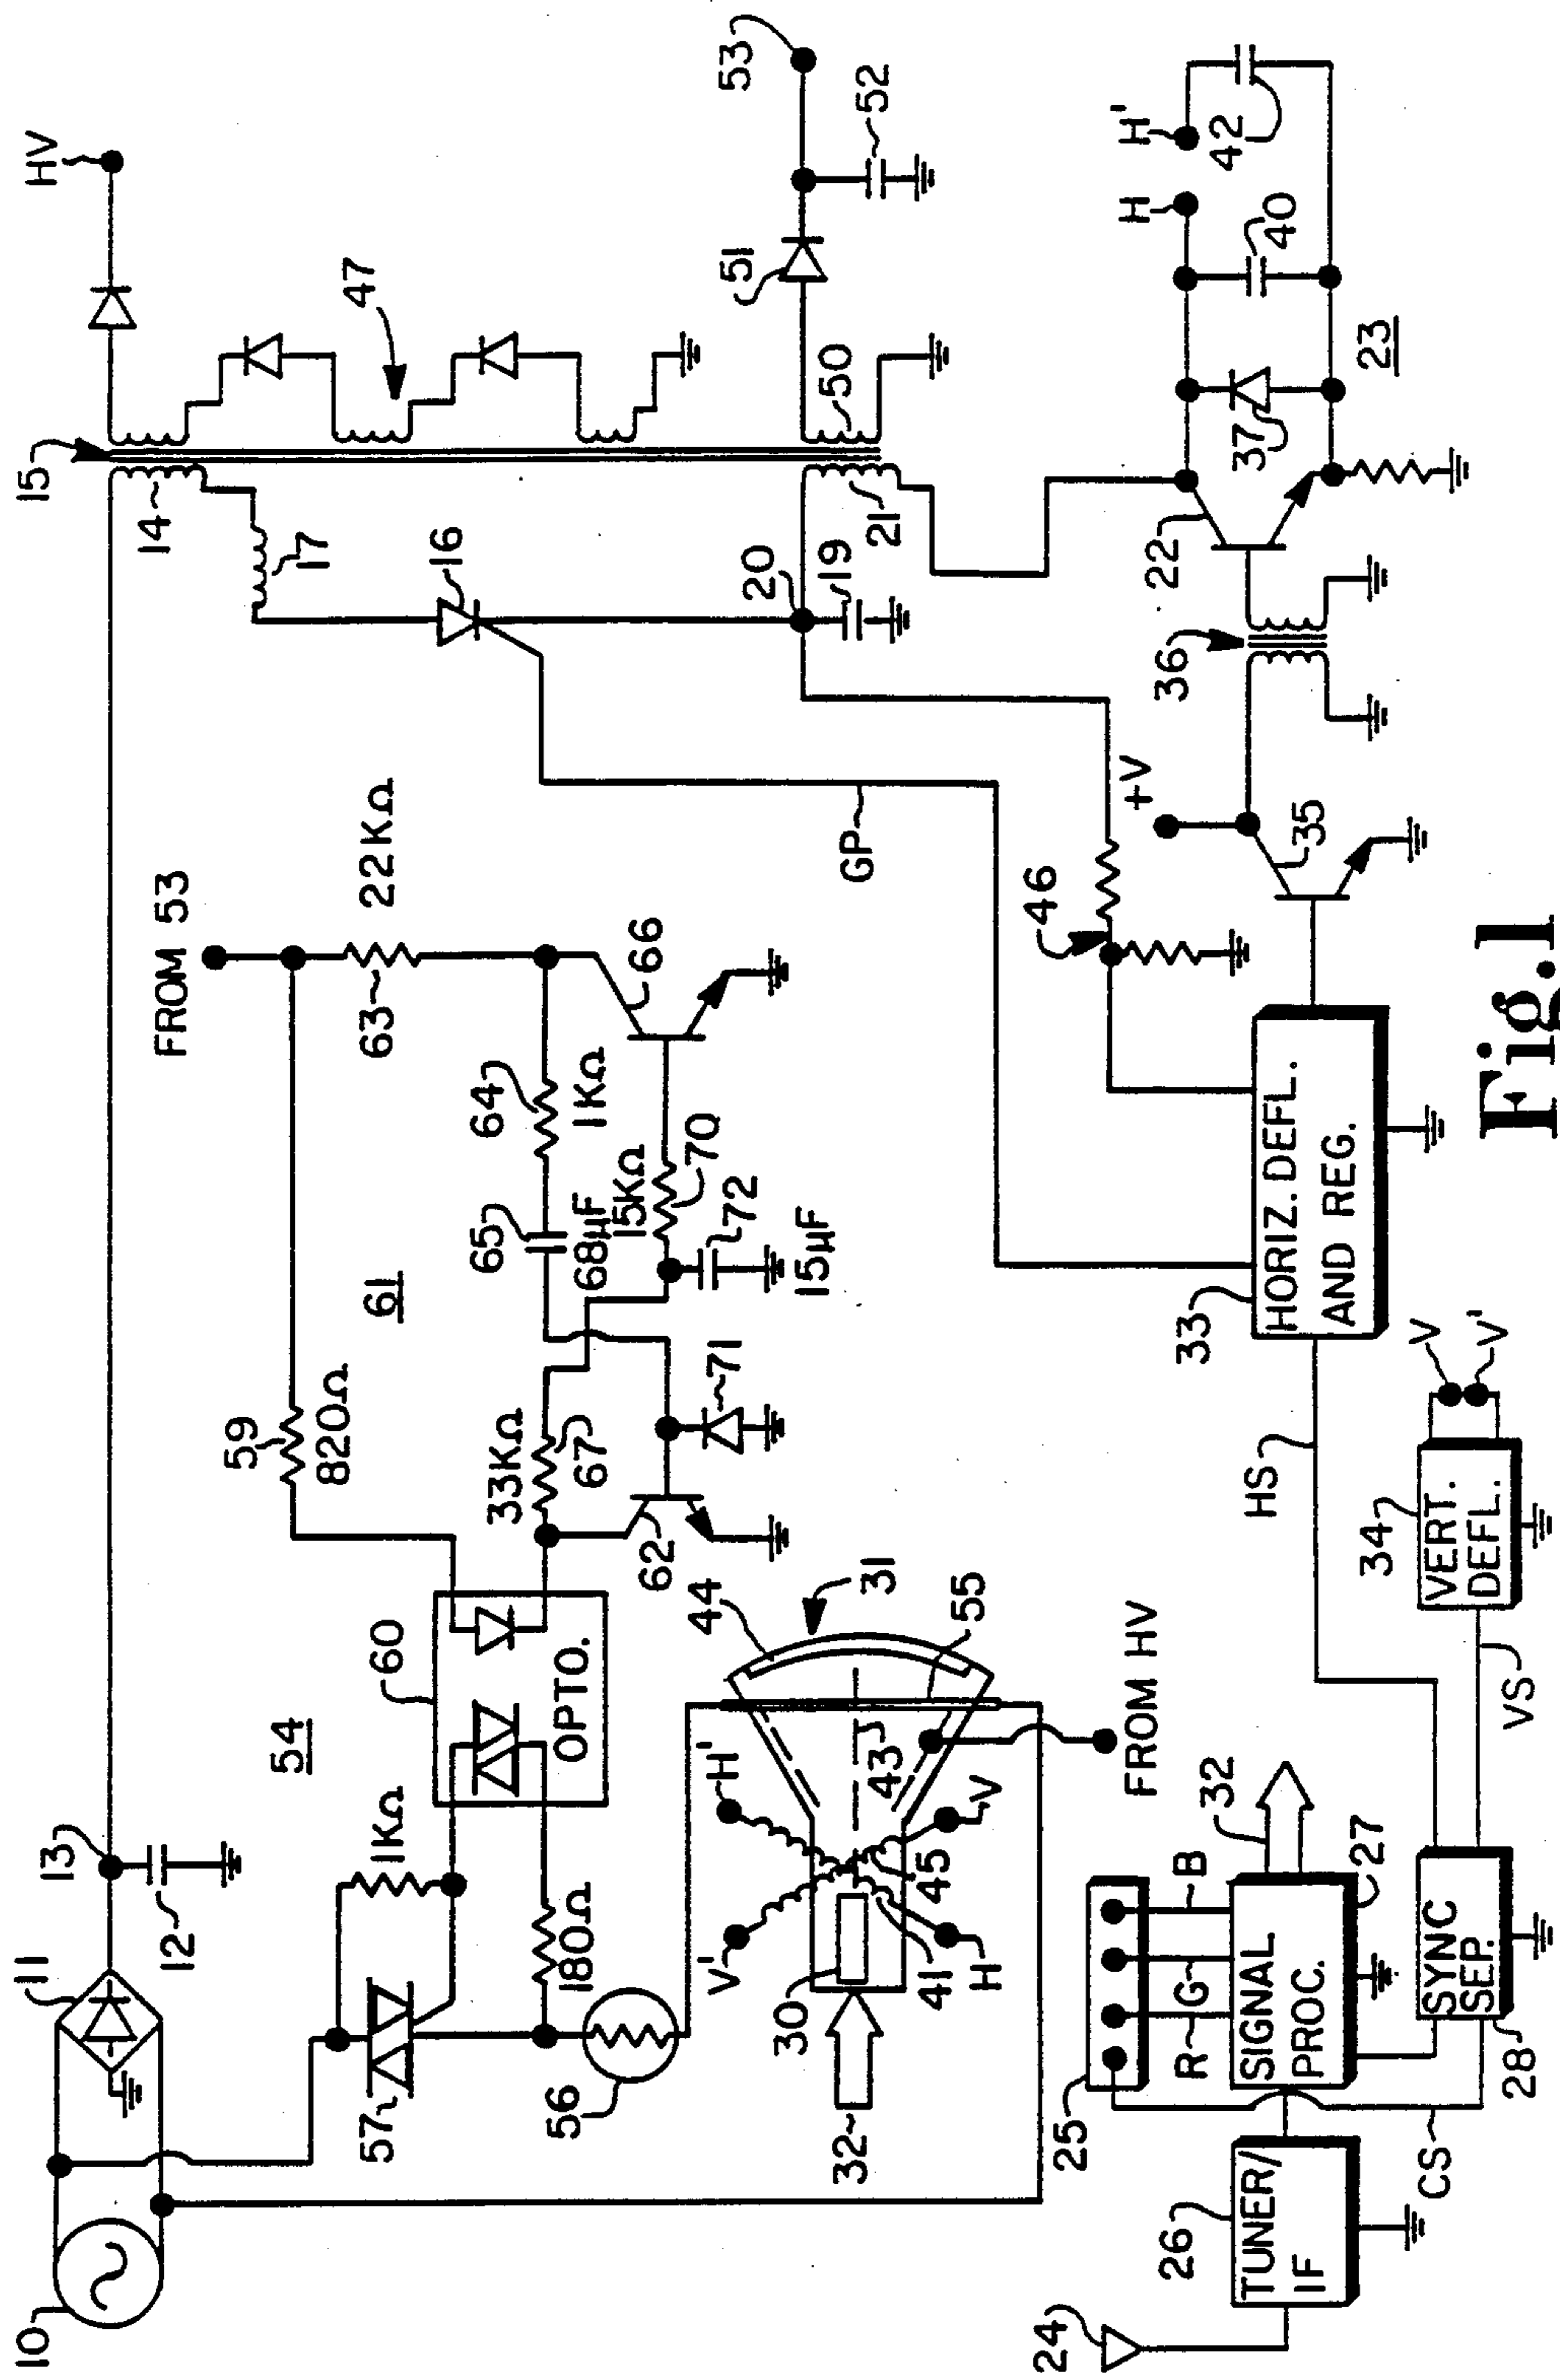 10
11
12
13
14
15
HV
47
17
16
53
51
52
50
20
19
21
54
57
56
1KΩ
180Ω
60
OPTO.
59
820Ω
61
FROM 53
63
22KΩ
33KΩ
67
65
68µF
64
1KΩ
62
71
15KΩ
70
72
15µF
66
GP
46
H
H'
42
40
37
23
22
36
+V
35
V'
H'
44
31
55
30
32
41
45
43
H
V
FROM HV
25
R
G
B
32
27
SIGNAL
PROC.
24
26
TUNER/
IF
CS
28
SYNC
SEP.
VS
HS
34
VERT.
DEFL.
V
V'
33
HORIZ. DEFL.
AND REG.
Fig.1